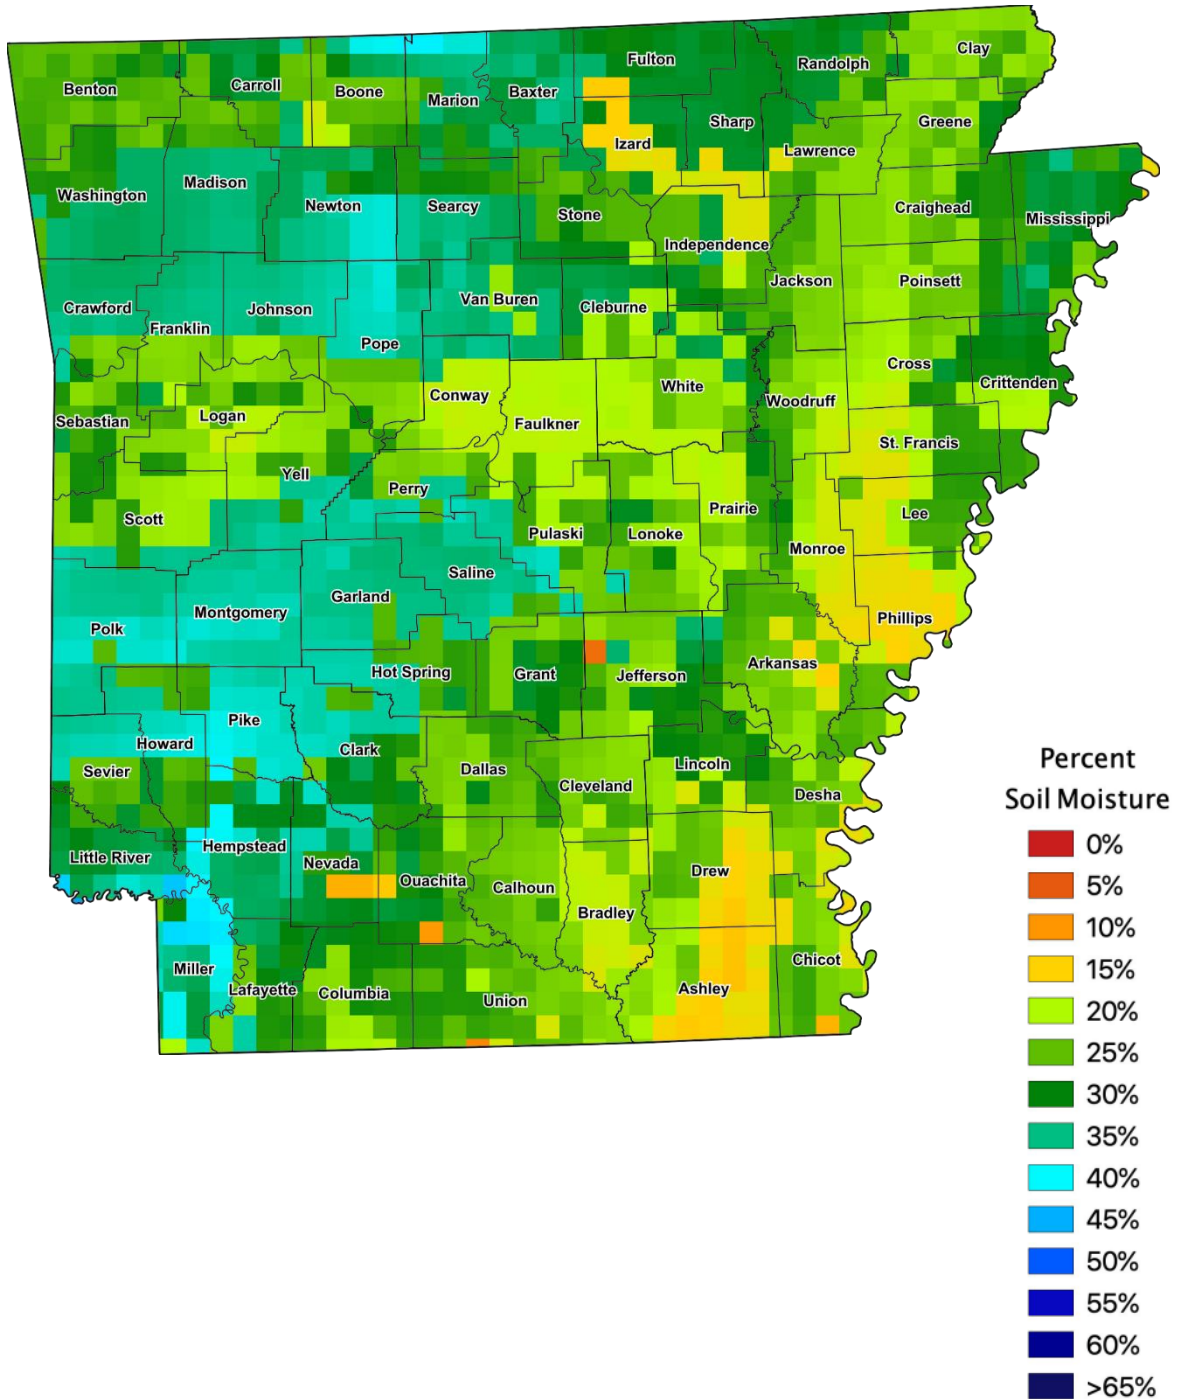 Clay
Fulton
Randolph
Carroll
Benton
Boone
Marion
Baxter
Sharp
Greene
Izard
Lawrence
Madison
Washington
Newton
Searcy
Stone
Craighead
Mississippi
Independence
Jackson
Poinsett
Crawford
Franklin
Johnson
Van Buren
Cleburne
Pope
Cross
Crittenden
White
Conway
Woodruff
Sebastian
Logan
Faulkner
St. Francis
Yell
Perry
Prairie
Lee
Scott
Pulaski
Lonoke
Monroe
Saline
Garland
Montgomery
Polk
Phillips
Hot Spring
Grant
Jefferson
Arkansas
Pike
Howard
Clark
Sevier
Dallas
Cleveland
Lincoln
Desha
Little River
Hempstead
Nevada
Ouachita
Calhoun
Drew
Bradley
Miller
Lafayette
Columbia
Union
Ashley
Chicot
Percent
Soil Moisture
0%
5%
10%
15%
20%
25%
30%
35%
40%
45%
50%
55%
60%
>65%